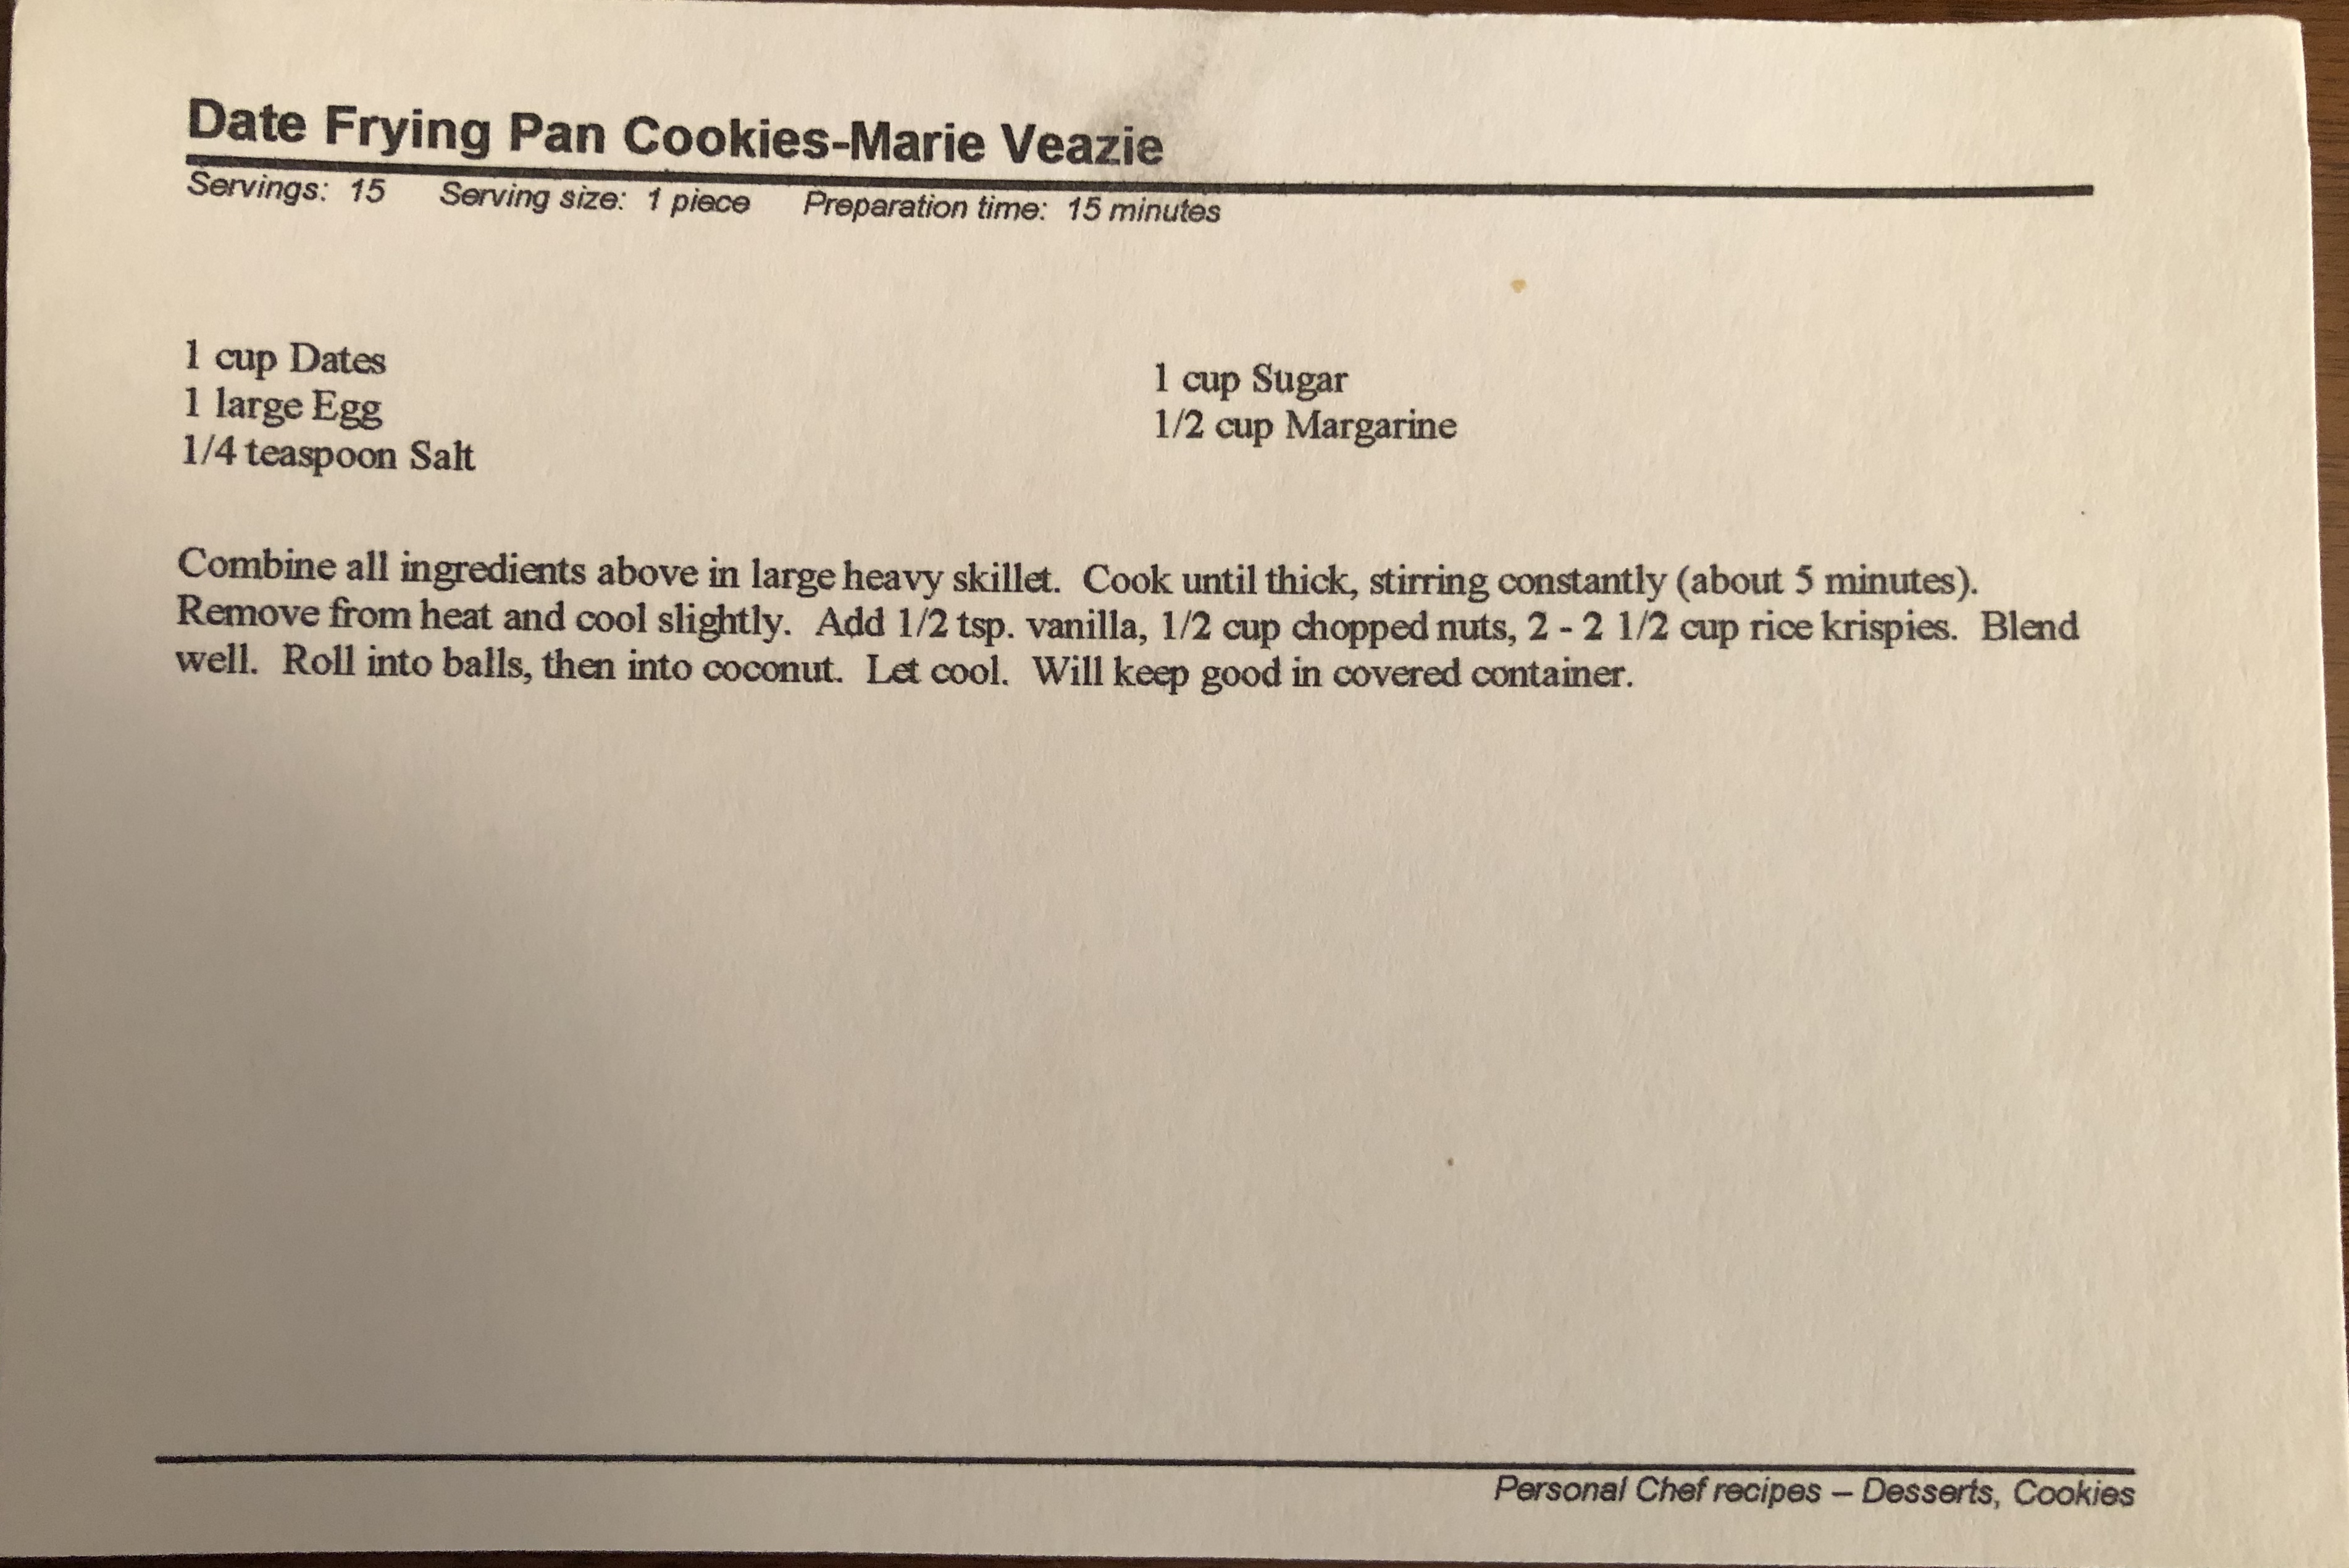 Date Frying Pan Cookies-Marie Veazie
Servings: 15 Serving size: 1 piece Preparation time: 15 minutes
1 cup Dates
1 large Egg
1/4 teaspoon Salt
1 cup Sugar
1/2 cup Margarine
Combine all ingredients above in large heavy skillet. Cook until thick, stirring constantly (about 5 minutes).
Remove from heat and cool slightly. Add 1/2 tsp. vanilla, 1/2 cup chopped nuts, 2 - 2 1/2 cup rice krispies. Blend
well. Roll into balls, then into coconut. Let cool. Will keep good in covered container.
Personal Chef recipes – Desserts, Cookies